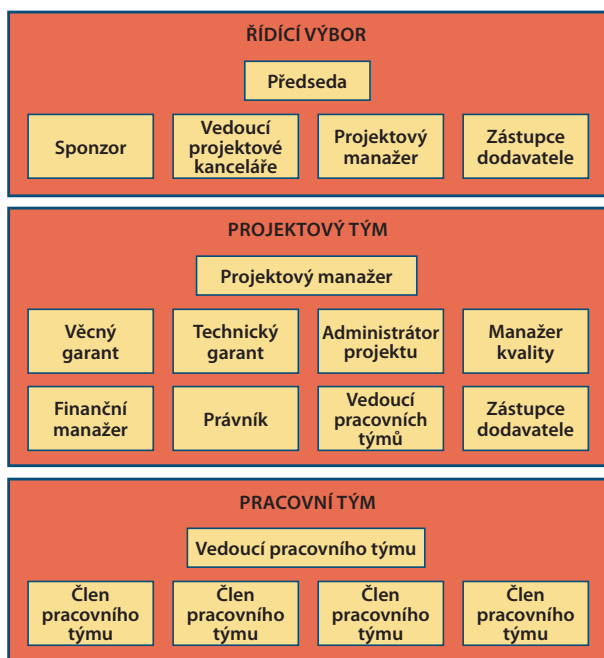 ŘÍDÍCÍ VÝBOR
Předseda
Sponzor
Vedoucí
projektové
kanceláře
Projektový
manažer
Zástupce
dodavatele
PROJEKTOVÝ TÝM
Projektový manažer
Věcný
garant
Technický
garant
Administrátor
projektu
Manažer
kvality
Finanční
manažer
Právník
Vedoucí
pracovních
týmů
Zástupce
dodavatele
PRACOVNÍ TÝM
Vedoucí pracovního týmu
Člen
pracovního
týmu
Člen
pracovního
týmu
Člen
pracovního
týmu
Člen
pracovního
týmu